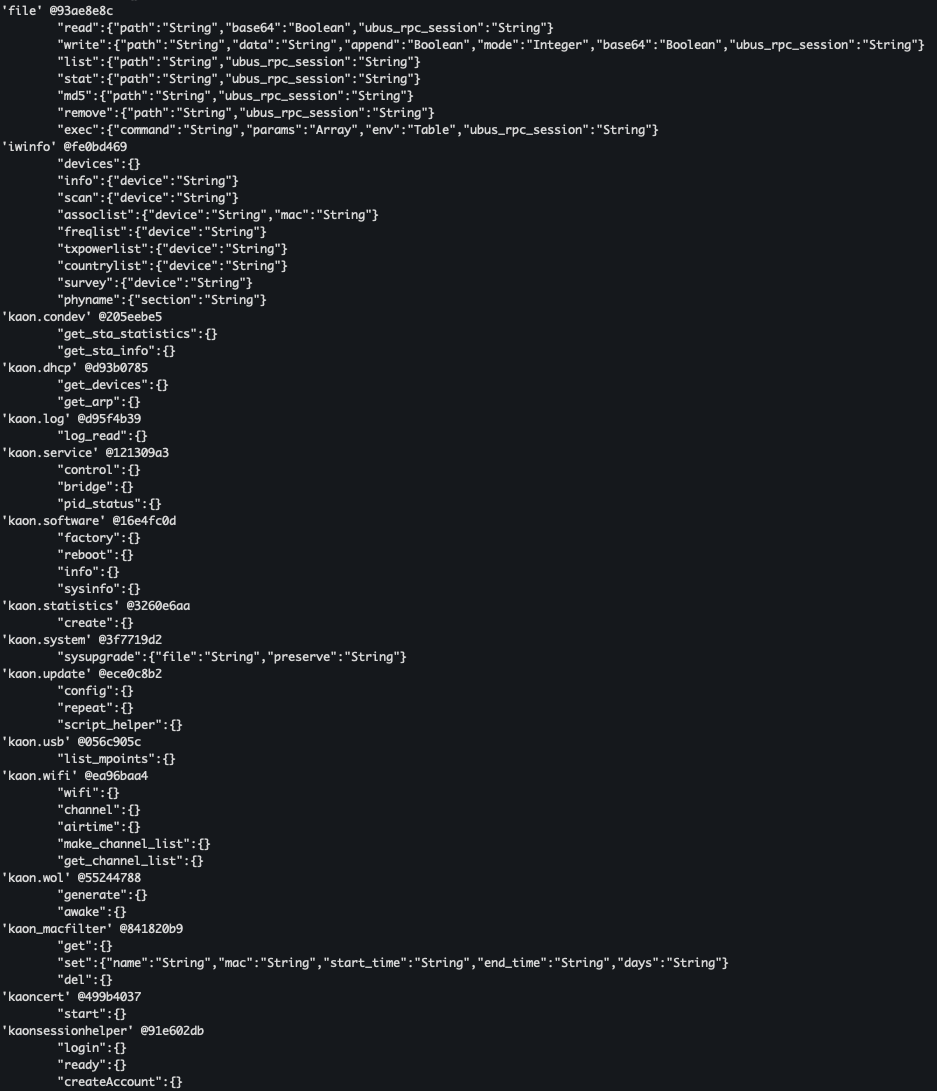 'file' @93ae8e8c
"read":{"path":"String","base64":"Boolean","ubus_rpc_session":"String"}
"write":{"path":"String","data":"String","append":"Boolean","mode":"Integer","base64":"Boolean","ubus_rpc_session":"String"}
"list":{"path":"String","ubus_rpc_session":"String"}
"stat":{"path":"String","ubus_rpc_session":"String"}
"md5":{"path":"String","ubus_rpc_session":"String"}
"remove":{"path":"String","ubus_rpc_session":"String"}
"exec":{"command":"String","params":"Array","env":"Table","ubus_rpc_session":"String"}
'iwinfo' @fe0bd469
"devices":{}
"info":{"device":"String"}
"scan":{"device":"String"}
"assoclist":{"device":"String","mac":"String"}
"freqlist":{"device":"String"}
"txpowerlist":{"device":"String"}
"countrylist":{"device":"String"}
"survey":{"device":"String"}
"phyname":{"section":"String"}
'kaon.condev' @205eebe5
"get_sta_statistics":{}
"get_sta_info":{}
'kaon.dhcp' @d93b0785
"get_devices":{}
"get_arp":{}
'kaon.log' @d95f4b39
"log_read":{}
'kaon.service' @121309a3
"control":{}
"bridge":{}
"pid_status":{}
'kaon.software' @16e4fc0d
"factory":{}
"reboot":{}
"info":{}
"sysinfo":{}
'kaon.statistics' @3260e6aa
"create":{}
'kaon.system' @3f7719d2
"sysupgrade":{"file":"String","preserve":"String"}
'kaon.update' @ece0c8b2
"config":{}
"repeat":{}
"script_helper":{}
'kaon.usb' @056c905c
"list_mpoints":{}
'kaon.wifi' @ea96baa4
"wifi":{}
"channel":{}
"airtime":{}
"make_channel_list":{}
"get_channel_list":{}
'kaon.wol' @55244788
"generate":{}
"awake":{}
'kaon_macfilter' @841820b9
"get":{}
"set":{"name":"String","mac":"String","start_time":"String","end_time":"String","days":"String"}
"del":{}
'kaoncert' @499b4037
"start":{}
'kaonsessionhelper' @91e602db
"login":{}
"ready":{}
"createAccount":{}